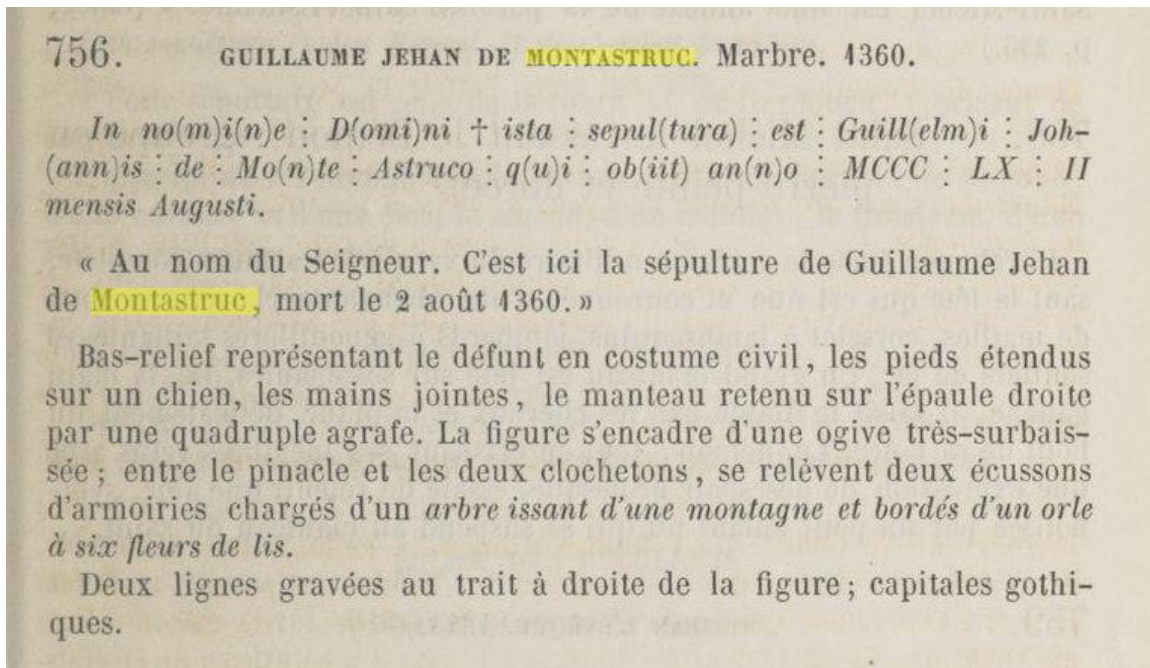 756. GUILLAUME JEHAN DE MONTASTRUC. Marbre. 1360.
In no(m)i(n)e ⁝ D(omi)ni † ista ⁝ sepul(tura) ⁝ est ⁝ Guill(elm)i ⁝ Joh-
(ann)is ⁝ de ⁝ Mo(n)te ⁝ Astruco ⁝ q(u)i ⁝ ob(iit) an(n)o ⁝ MCCC ⁝ LX ⁝ II
mensis Augusti.
« Au nom du Seigneur. C'est ici la sépulture de Guillaume Jehan
de Montastruc, mort le 2 août 1360. »
Bas-relief représentant le défunt en costume civil, les pieds étendus
sur un chien, les mains jointes, le manteau retenu sur l'épaule droite
par une quadruple agrafe. La figure s'encadre d'une ogive très-surbais-
sée ; entre le pinacle et les deux clochetons, se relèvent deux écussons
d'armoiries chargés d'un arbre issant d'une montagne et bordés d'un orle
à six fleurs de lis.
Deux lignes gravées au trait à droite de la figure ; capitales gothi-
ques.